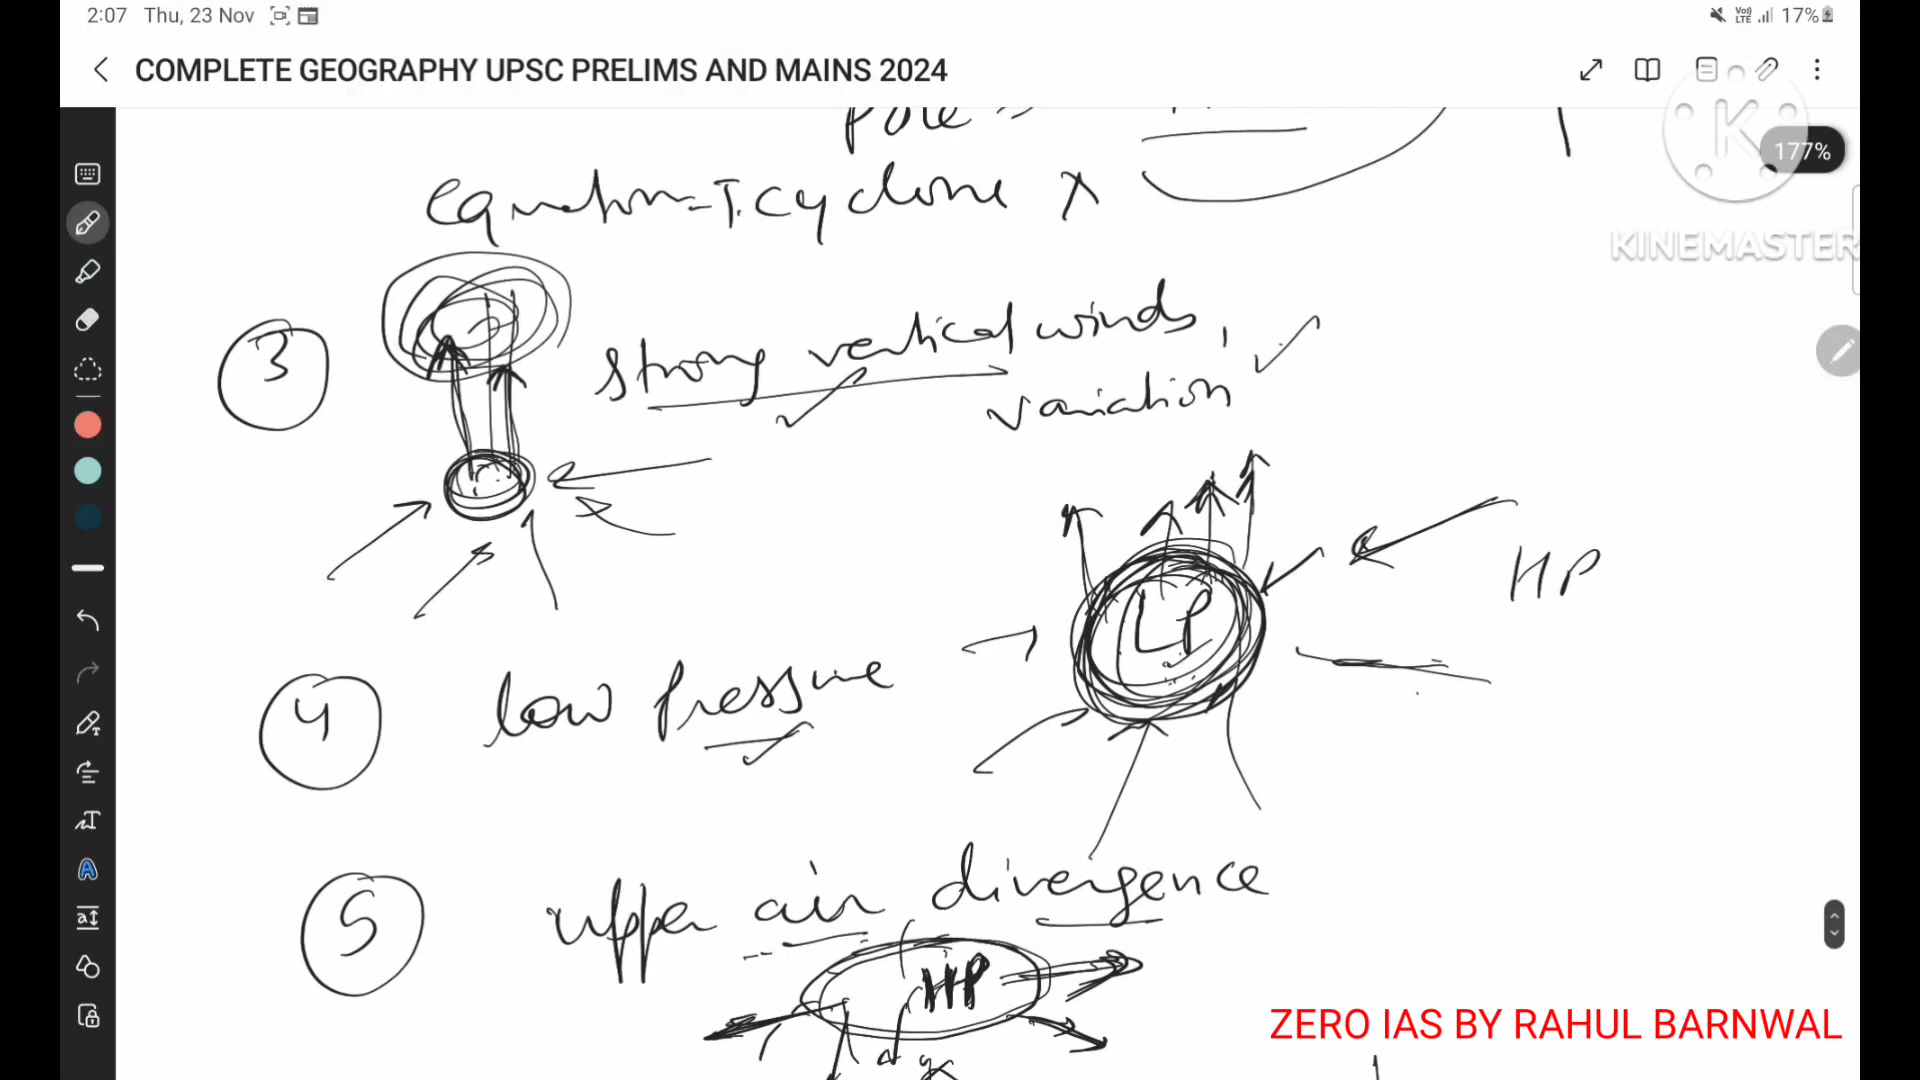 2:07 Thu, 23 Nov
Vo)) LTE 17%
COMPLETE GEOGRAPHY UPSC PRELIMS AND MAINS 2024
K
177%
KINEMASTER
Pole
equator = T. cyclone X
3
strong vertical winds,
variation
HP
LP
4 low pressure
5 upper air divergence
HP
ZERO IAS BY RAHUL BARNWAL